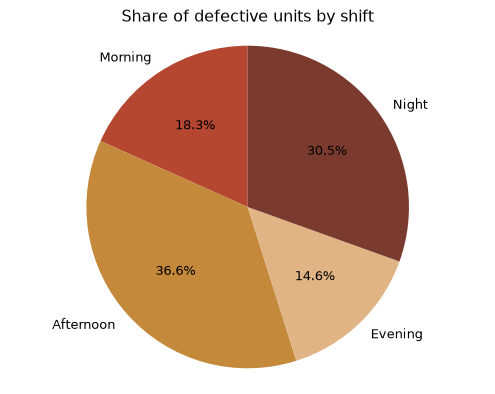 Share of defective units by shift
Morning
18.3%
Night
30.5%
Afternoon
36.6%
Evening
14.6%